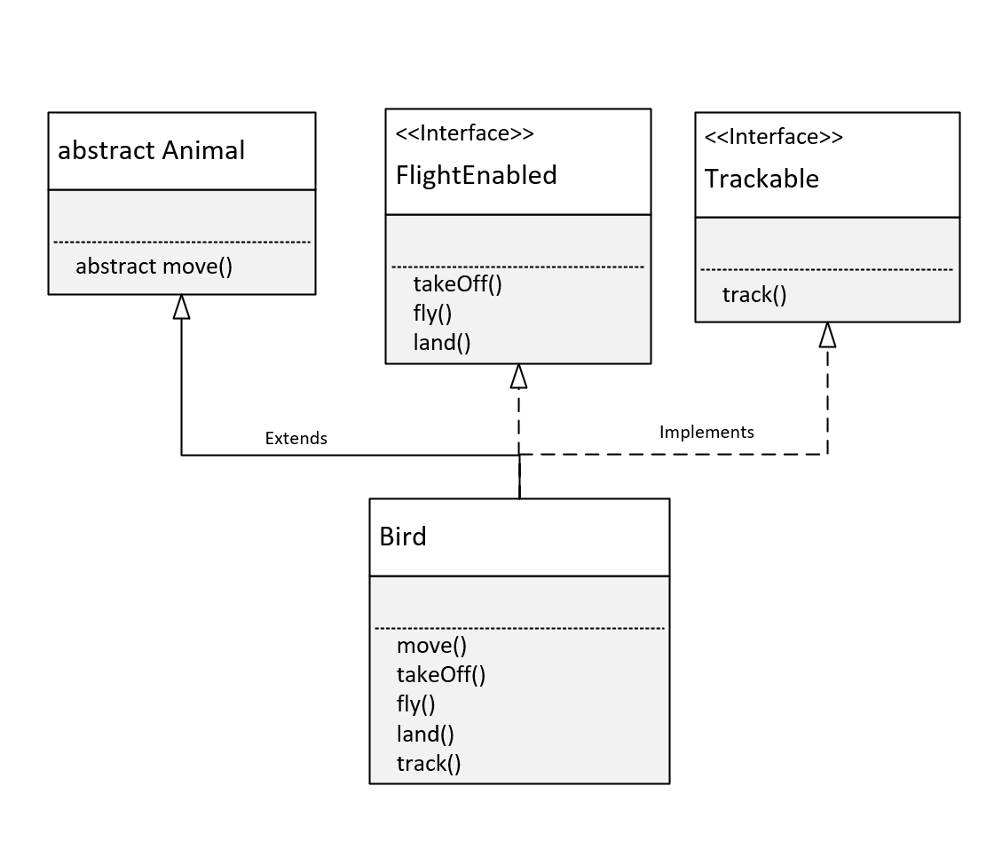 abstract Animal
abstract move()
<<Interface>>
FlightEnabled
takeOff()
fly()
land()
<<Interface>>
Trackable
track()
Extends
Implements
Bird
move()
takeOff()
fly()
land()
track()